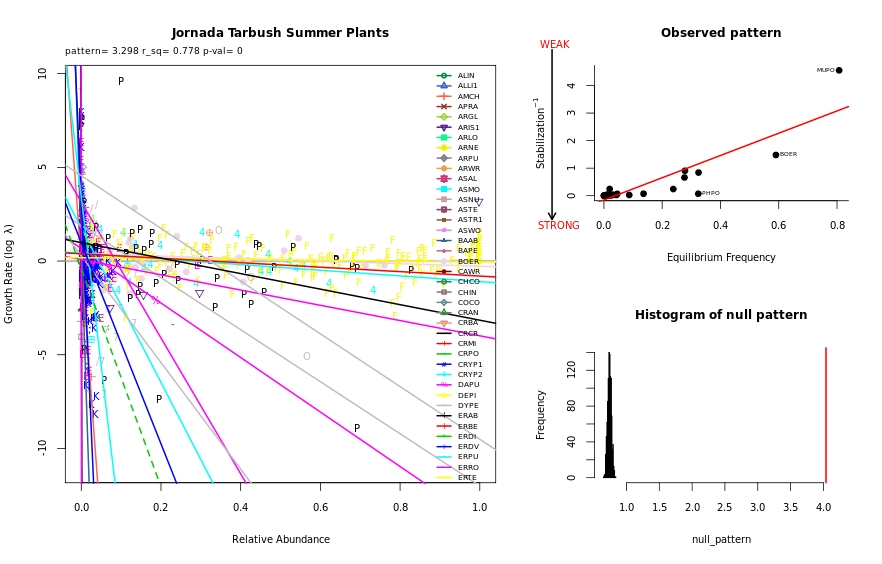 Jornada Tarbush Summer Plants
pattern= 3.298 r_sq= 0.778 p-val= 0
Growth Rate (log λ)
10
5
0
-5
-10
0.0 0.2 0.4 0.6 0.8 1.0
Relative Abundance
ALIN
ALLI1
AMCH
APRA
ARGL
ARIS1
ARLO
ARNE
ARPU
ARWR
ASAL
ASMO
ASNU
ASTE
ASTR1
ASWO
BAAB
BAPE
BOER
CAWR
CHCO
CHIN
COCO
CRAN
CRBA
CRCR
CRMI
CRPO
CRYP1
CRYP2
DAPU
DEPI
DYPE
ERAB
ERBE
ERDI
ERDV
ERPU
ERRO
ERTE
WEAK
Stabilization⁻¹
STRONG
Observed pattern
MUPO
BOER
PHPO
4
3
2
1
0
0.0 0.2 0.4 0.6 0.8
Equilibrium Frequency
Histogram of null pattern
Frequency
120
80
40
0
1.0 1.5 2.0 2.5 3.0 3.5 4.0
null_pattern